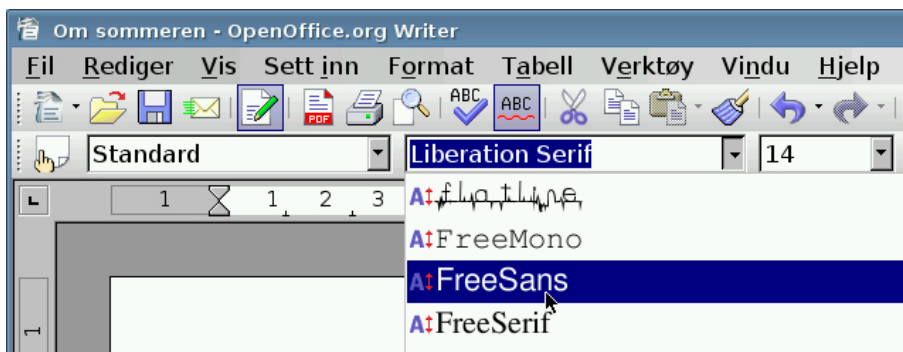 Om sommeren - OpenOffice.org Writer
Fil Rediger Vis Sett inn Format Tabell Verktøy Vindu Hjelp
PDF ABC ABC
Standard Liberation Serif 14
1 1 2 3
flatline
FreeMono
FreeSans
FreeSerif
1